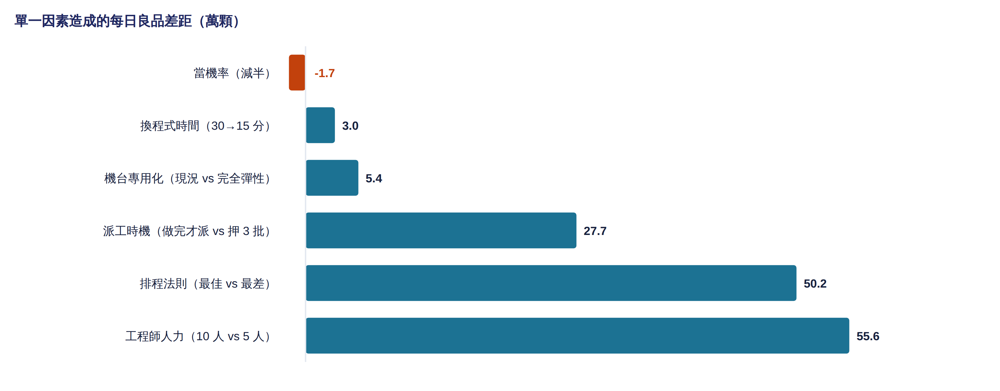 單一因素造成的每日良品差距（萬顆）
當機率（減半） -1.7
換程式時間（30→15 分） 3.0
機台專用化（現況 vs 完全彈性） 5.4
派工時機（做完才派 vs 押 3 批） 27.7
排程法則（最佳 vs 最差） 50.2
工程師人力（10 人 vs 5 人） 55.6